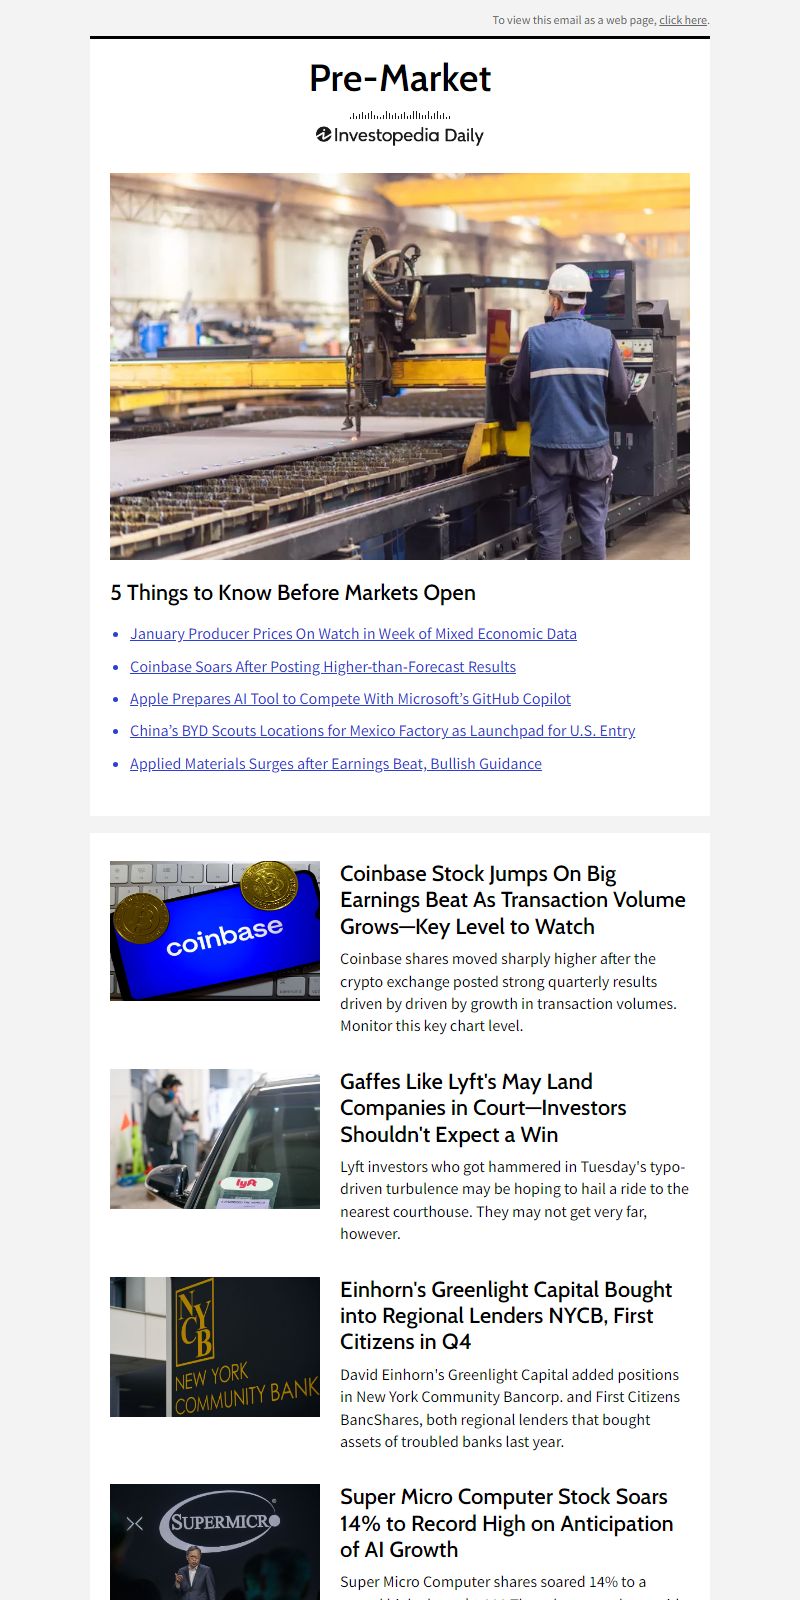 To view this email as a web page, click here.
Pre-Market
Investopedia Daily
5 Things to Know Before Markets Open
January Producer Prices On Watch in Week of Mixed Economic Data
Coinbase Soars After Posting Higher-than-Forecast Results
Apple Prepares AI Tool to Compete With Microsoft’s GitHub Copilot
China’s BYD Scouts Locations for Mexico Factory as Launchpad for U.S. Entry
Applied Materials Surges after Earnings Beat, Bullish Guidance
coinbase
Coinbase Stock Jumps On Big
Earnings Beat As Transaction Volume
Grows—Key Level to Watch
Coinbase shares moved sharply higher after the
crypto exchange posted strong quarterly results
driven by driven by growth in transaction volumes.
Monitor this key chart level.
lyft
Gaffes Like Lyft's May Land
Companies in Court—Investors
Shouldn't Expect a Win
Lyft investors who got hammered in Tuesday's typo-
driven turbulence may be hoping to hail a ride to the
nearest courthouse. They may not get very far,
however.
NYCB
NEW YORK
COMMUNITY BANK
Einhorn's Greenlight Capital Bought
into Regional Lenders NYCB, First
Citizens in Q4
David Einhorn's Greenlight Capital added positions
in New York Community Bancorp. and First Citizens
BancShares, both regional lenders that bought
assets of troubled banks last year.
SUPERMICRO
Super Micro Computer Stock Soars
14% to Record High on Anticipation
of AI Growth
Super Micro Computer shares soared 14% to a